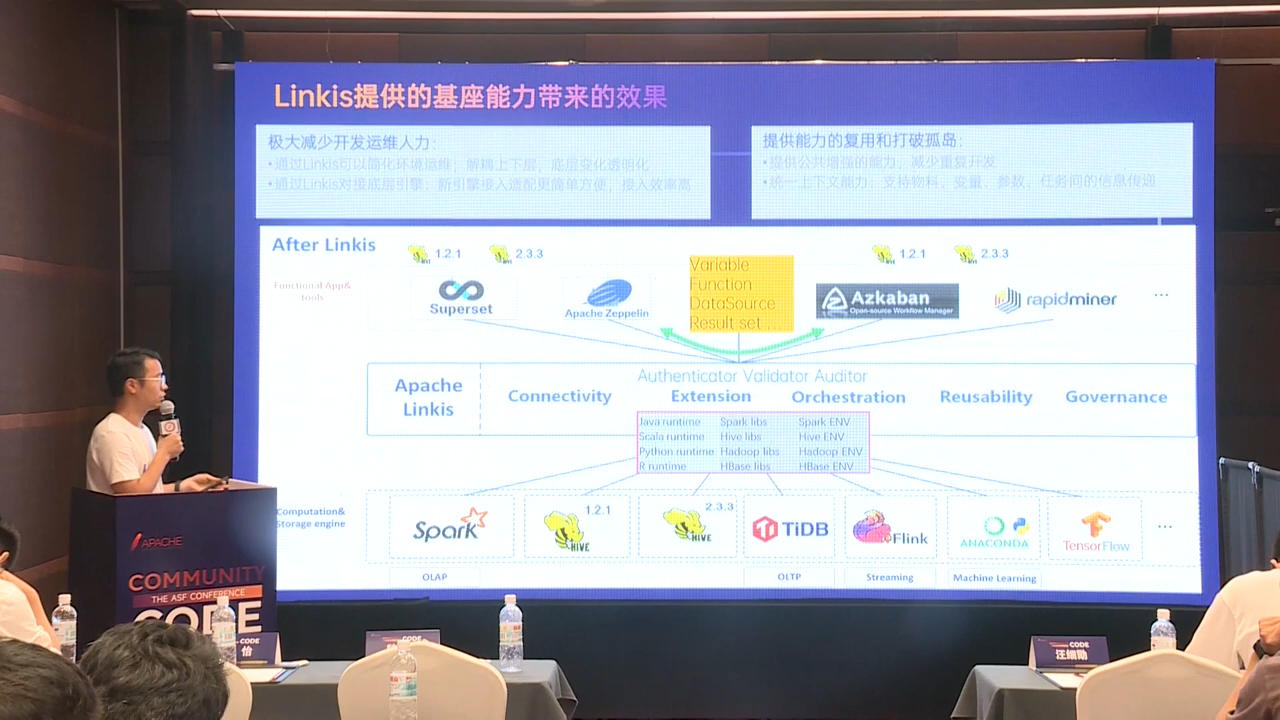 Linkis提供的基座能力带来的效果
极大减少开发运维人力:
•通过Linkis可以简化环境运维；解耦上下层，底层变化透明化
•通过Linkis对接底层引擎：新引擎接入适配更简单方便，接入效率高
提供能力的复用和打破孤岛:
•提供公共增强的能力，减少重复开发
•统一上下文能力：支持物料、变量、参数、任务间的信息传递
After Linkis
1.2.1
2.3.3
1.2.1
2.3.3
Functional App&
tools
Superset
Apache Zeppelin
Variable
Function
DataSource
Result set ...
Azkaban
Open-source Workflow Manager
rapidminer
...
Apache
Linkis
Authenticator Validator Auditor
Connectivity
Extension
Orchestration
Reusability
Governance
Java runtime Spark libs Spark ENV
Scala runtime Hive libs Hive ENV
Python runtime Hadoop libs Hadoop ENV
R runtime HBase libs HBase ENV
Computation&
Storage engine
Spark
1.2.1
HIVE
2.3.3
HIVE
TiDB
Flink
ANACONDA
TensorFlow
...
OLAP
OLTP
Streaming
Machine Learning
APACHE
COMMUNITY
THE ASF CONFERENCE
CODE
CODE
怡
CODE
CODE
汪细勖